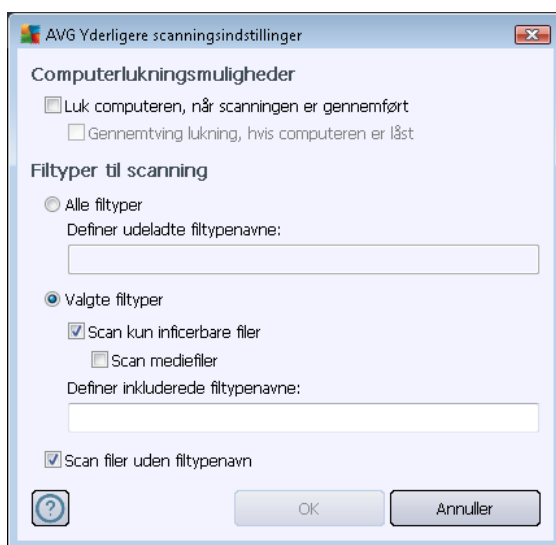 AVG Yderligere scanningsindstillinger
Computerlukningsmuligheder
Luk computeren, når scanningen er gennemført
Gennemtving lukning, hvis computeren er låst
Filtyper til scanning
Alle filtyper
Definer udeladte filtypenavne:
Valgte filtyper
Scan kun inficerbare filer
Scan mediefiler
Definer inkluderede filtypenavne:
Scan filer uden filtypenavn
?
OK
Annuller